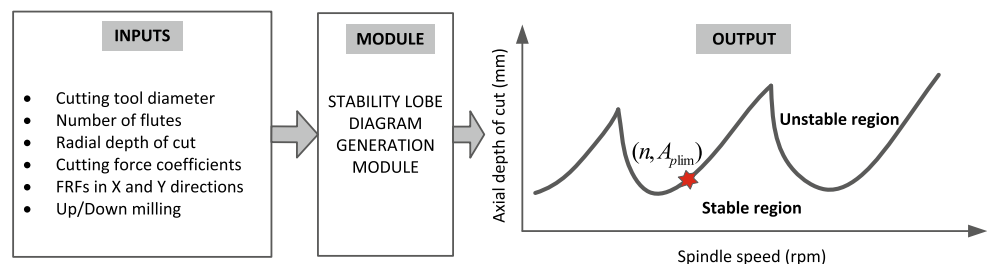 INPUTS
• Cutting tool diameter
• Number of flutes
• Radial depth of cut
• Cutting force coefficients
• FRFs in X and Y directions
• Up/Down milling
MODULE
STABILITY LOBE
DIAGRAM
GENERATION
MODULE
OUTPUT
Axial depth of cut (mm)
Unstable region
(n, Aplim)
Stable region
Spindle speed (rpm)